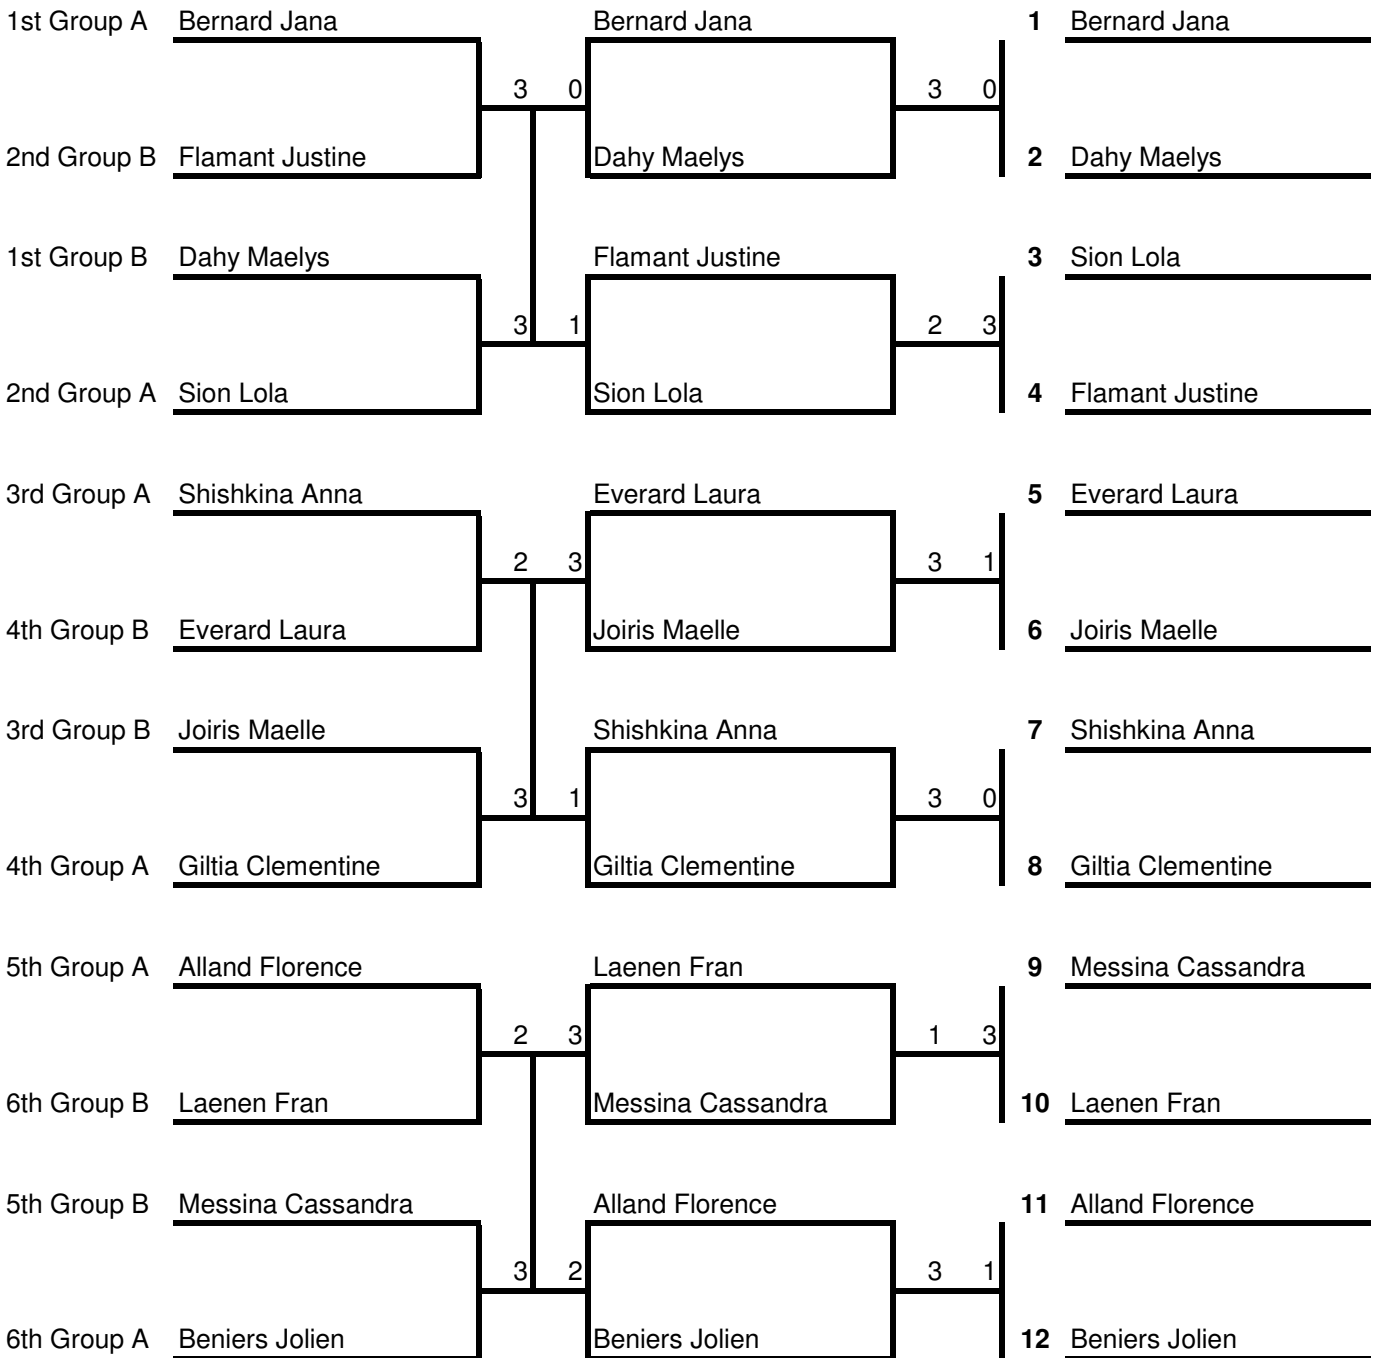 1st Group A Bernard Jana Bernard Jana 1 Bernard Jana
3 0 3 0
2nd Group B Flamant Justine Dahy Maelys 2 Dahy Maelys
1st Group B Dahy Maelys Flamant Justine 3 Sion Lola
3 1 2 3
2nd Group A Sion Lola Sion Lola 4 Flamant Justine
3rd Group A Shishkina Anna Everard Laura 5 Everard Laura
2 3 3 1
4th Group B Everard Laura Joiris Maelle 6 Joiris Maelle
3rd Group B Joiris Maelle Shishkina Anna 7 Shishkina Anna
3 1 3 0
4th Group A Giltia Clementine Giltia Clementine 8 Giltia Clementine
5th Group A Alland Florence Laenen Fran 9 Messina Cassandra
2 3 1 3
6th Group B Laenen Fran Messina Cassandra 10 Laenen Fran
5th Group B Messina Cassandra Alland Florence 11 Alland Florence
3 2 3 1
6th Group A Beniers Jolien Beniers Jolien 12 Beniers Jolien